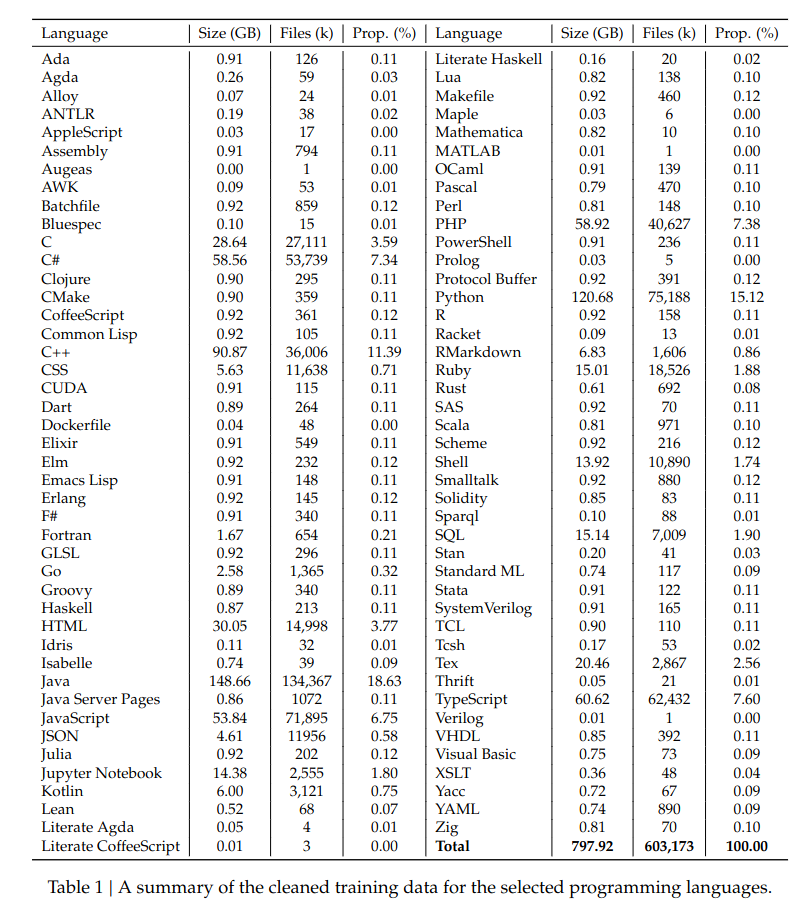 Language Size (GB) Files (k) Prop. (%) Language Size (GB) Files (k) Prop. (%)
Ada 0.91 126 0.11 Literate Haskell 0.16 20 0.02
Agda 0.26 59 0.03 Lua 0.82 138 0.10
Alloy 0.07 24 0.01 Makefile 0.92 460 0.12
ANTLR 0.19 38 0.02 Maple 0.03 6 0.00
AppleScript 0.03 17 0.00 Mathematica 0.82 10 0.10
Assembly 0.91 794 0.11 MATLAB 0.01 1 0.00
Augeas 0.00 1 0.00 OCaml 0.91 139 0.11
AWK 0.09 53 0.01 Pascal 0.79 470 0.10
Batchfile 0.92 859 0.12 Perl 0.81 148 0.10
Bluespec 0.10 15 0.01 PHP 58.92 40,627 7.38
C 28.64 27,111 3.59 PowerShell 0.91 236 0.11
C# 58.56 53,739 7.34 Prolog 0.03 5 0.00
Clojure 0.90 295 0.11 Protocol Buffer 0.92 391 0.12
CMake 0.90 359 0.11 Python 120.68 75,188 15.12
CoffeeScript 0.92 361 0.12 R 0.92 158 0.11
Common Lisp 0.92 105 0.11 Racket 0.09 13 0.01
C++ 90.87 36,006 11.39 RMarkdown 6.83 1,606 0.86
CSS 5.63 11,638 0.71 Ruby 15.01 18,526 1.88
CUDA 0.91 115 0.11 Rust 0.61 692 0.08
Dart 0.89 264 0.11 SAS 0.92 70 0.11
Dockerfile 0.04 48 0.00 Scala 0.81 971 0.10
Elixir 0.91 549 0.11 Scheme 0.92 216 0.12
Elm 0.92 232 0.12 Shell 13.92 10,890 1.74
Emacs Lisp 0.91 148 0.11 Smalltalk 0.92 880 0.12
Erlang 0.92 145 0.12 Solidity 0.85 83 0.11
F# 0.91 340 0.11 Sparql 0.10 88 0.01
Fortran 1.67 654 0.21 SQL 15.14 7,009 1.90
GLSL 0.92 296 0.11 Stan 0.20 41 0.03
Go 2.58 1,365 0.32 Standard ML 0.74 117 0.09
Groovy 0.89 340 0.11 Stata 0.91 122 0.11
Haskell 0.87 213 0.11 SystemVerilog 0.91 165 0.11
HTML 30.05 14,998 3.77 TCL 0.90 110 0.11
Idris 0.11 32 0.01 Tcsh 0.17 53 0.02
Isabelle 0.74 39 0.09 Tex 20.46 2,867 2.56
Java 148.66 134,367 18.63 Thrift 0.05 21 0.01
Java Server Pages 0.86 1072 0.11 TypeScript 60.62 62,432 7.60
JavaScript 53.84 71,895 6.75 Verilog 0.01 1 0.00
JSON 4.61 11956 0.58 VHDL 0.85 392 0.11
Julia 0.92 202 0.12 Visual Basic 0.75 73 0.09
Jupyter Notebook 14.38 2,555 1.80 XSLT 0.36 48 0.04
Kotlin 6.00 3,121 0.75 Yacc 0.72 67 0.09
Lean 0.52 68 0.07 YAML 0.74 890 0.09
Literate Agda 0.05 4 0.01 Zig 0.81 70 0.10
Literate CoffeeScript 0.01 3 0.00 Total 797.92 603,173 100.00
Table 1 | A summary of the cleaned training data for the selected programming languages.